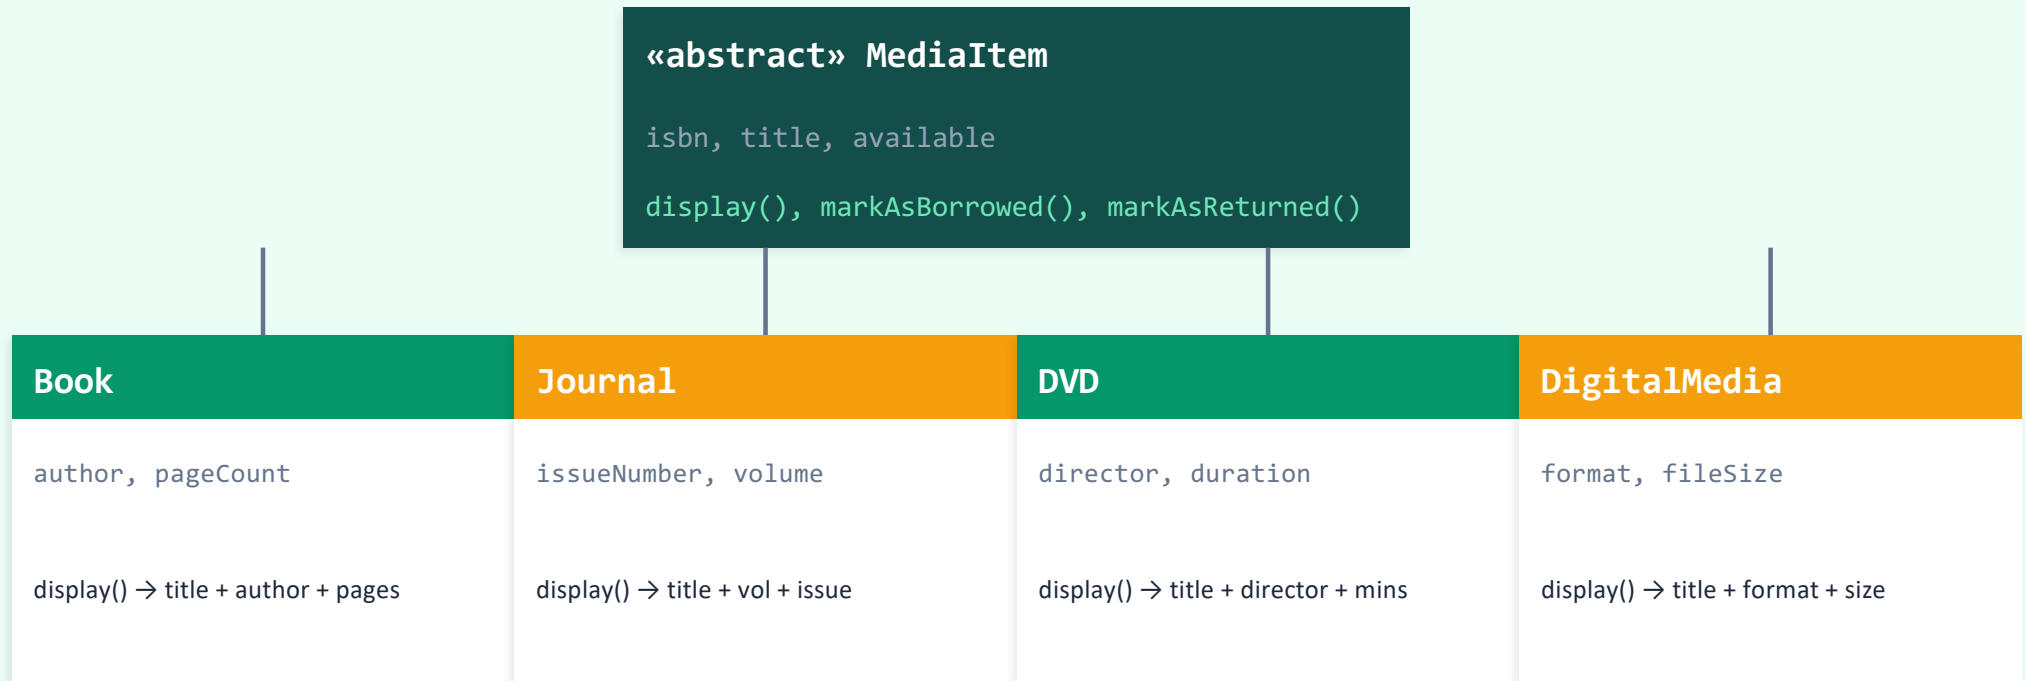 «abstract» MediaItem
isbn, title, available
display(), markAsBorrowed(), markAsReturned()
Book
author, pageCount
display() → title + author + pages
Journal
issueNumber, volume
display() → title + vol + issue
DVD
director, duration
display() → title + director + mins
DigitalMedia
format, fileSize
display() → title + format + size